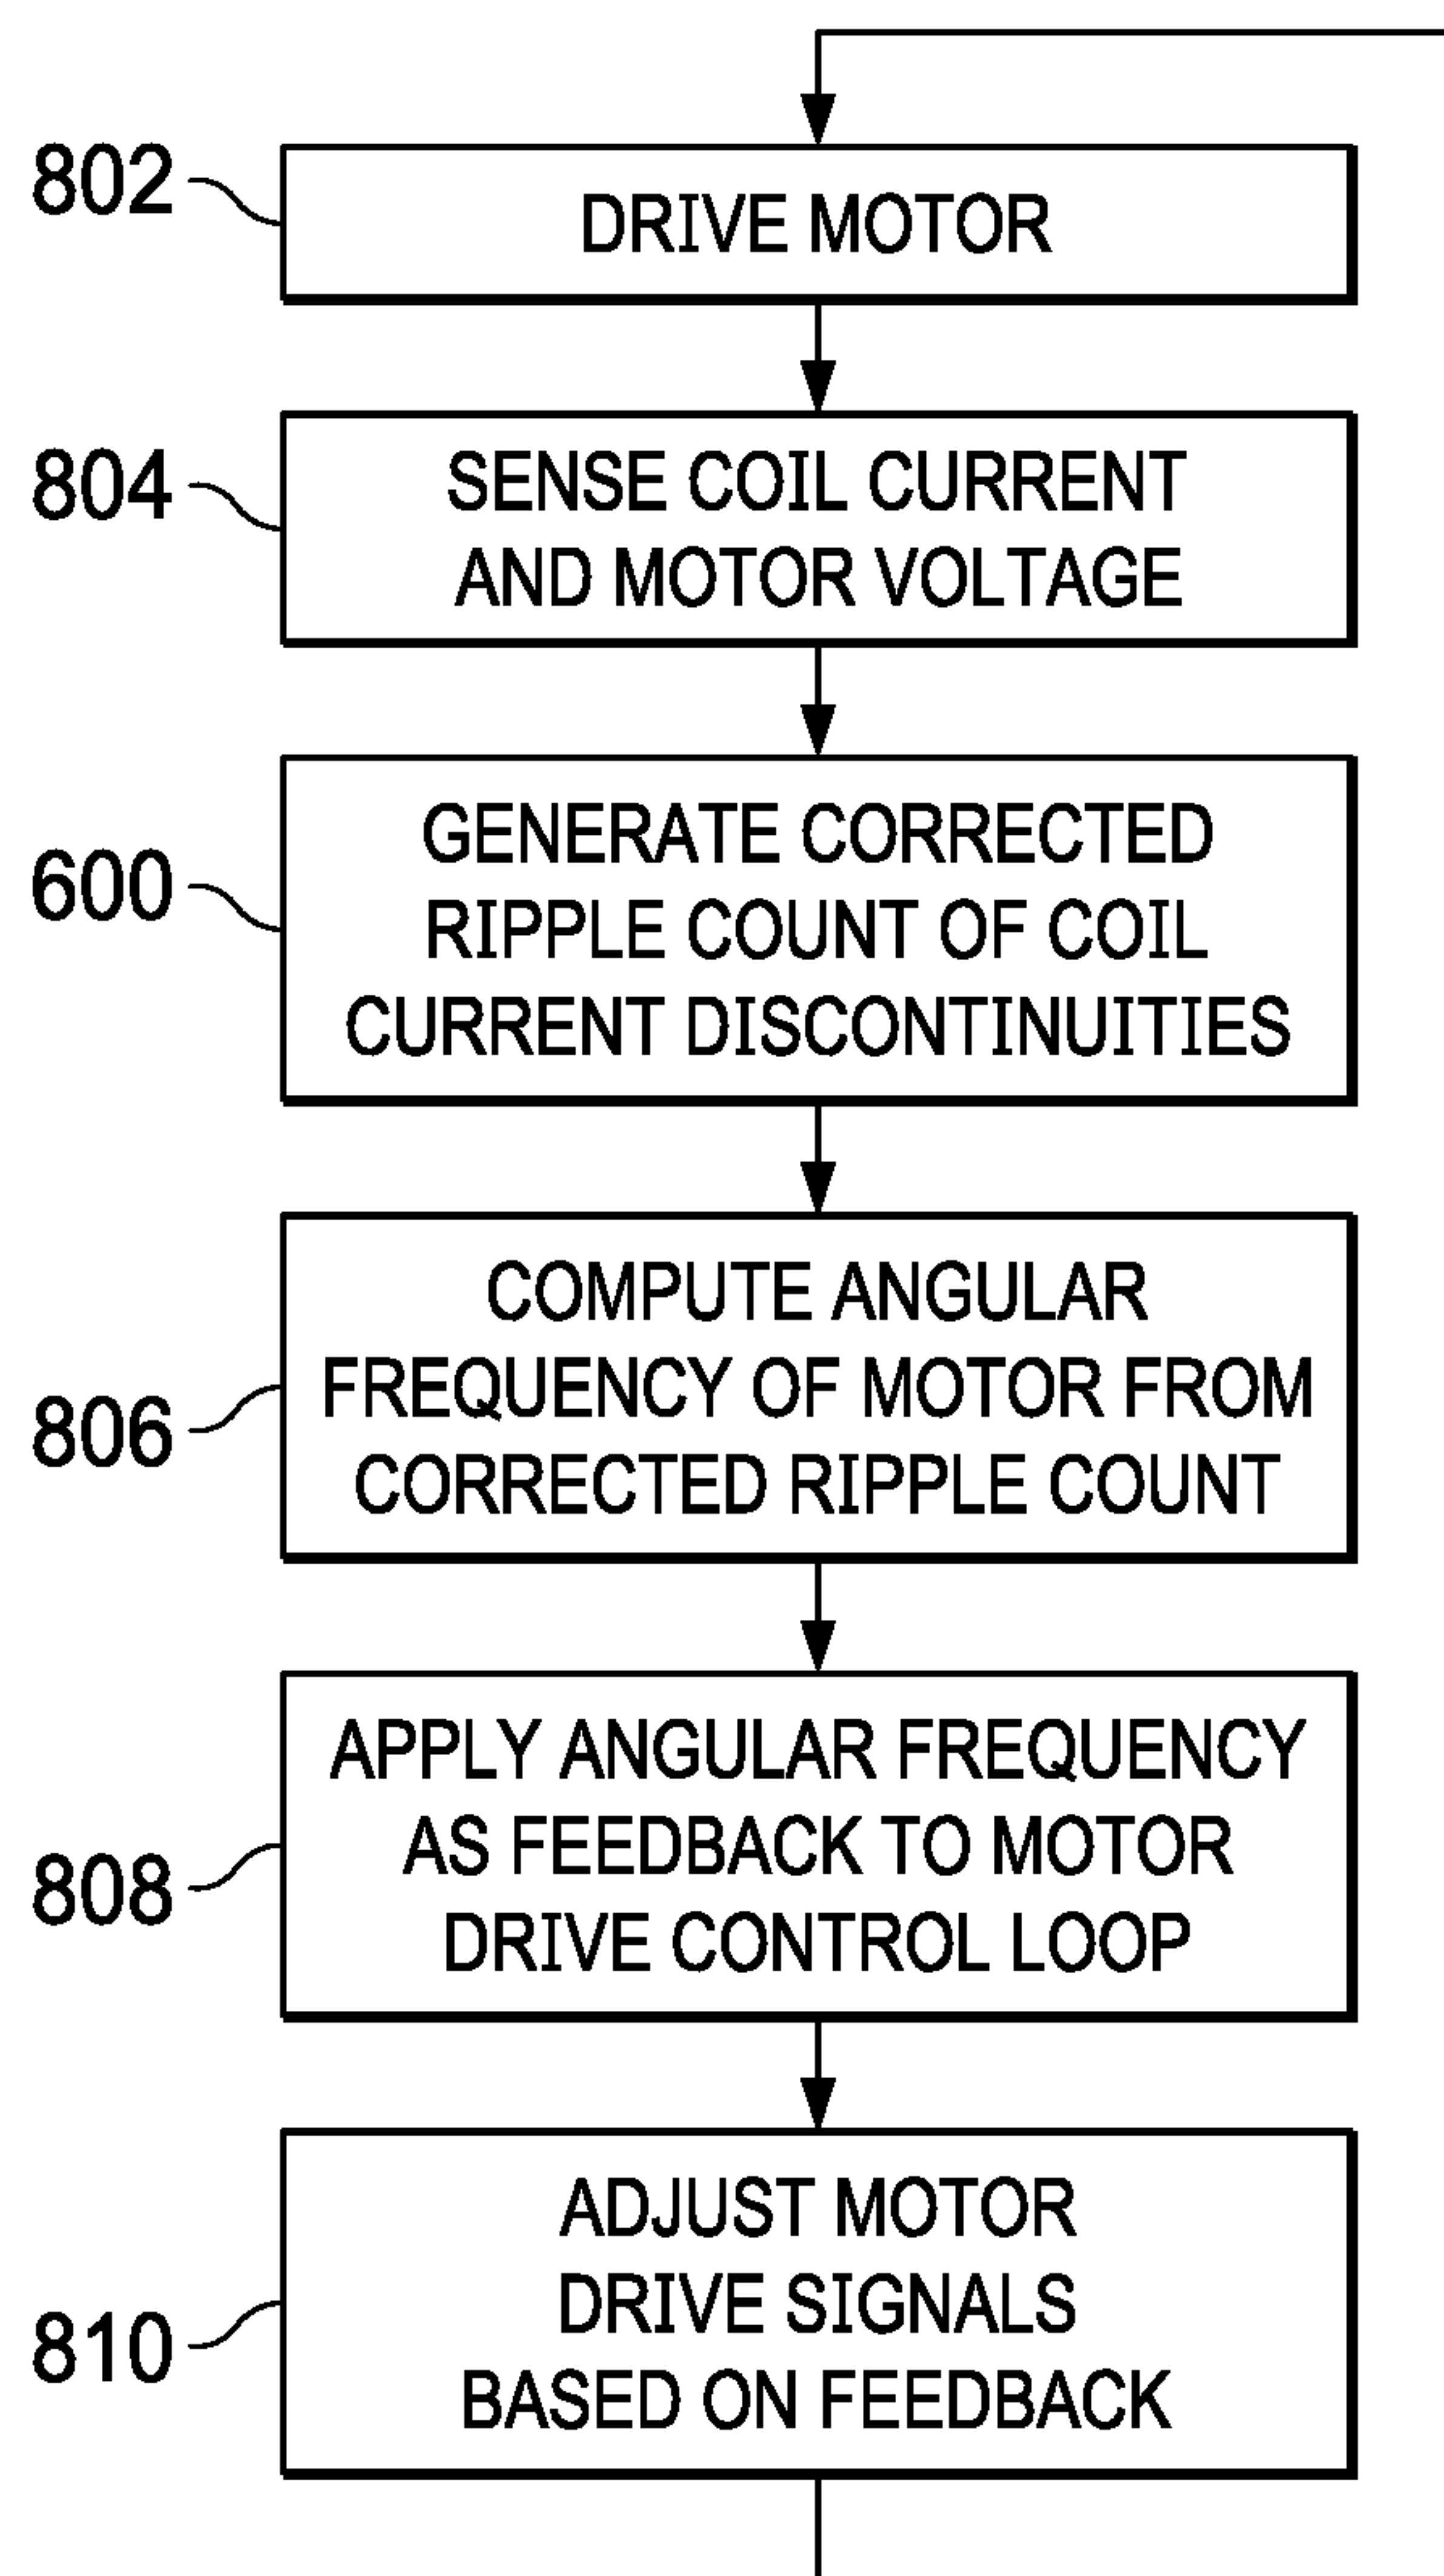 802
DRIVE MOTOR
804
SENSE COIL CURRENT
AND MOTOR VOLTAGE
600
GENERATE CORRECTED
RIPPLE COUNT OF COIL
CURRENT DISCONTINUITIES
806
COMPUTE ANGULAR
FREQUENCY OF MOTOR FROM
CORRECTED RIPPLE COUNT
808
APPLY ANGULAR FREQUENCY
AS FEEDBACK TO MOTOR
DRIVE CONTROL LOOP
810
ADJUST MOTOR
DRIVE SIGNALS
BASED ON FEEDBACK